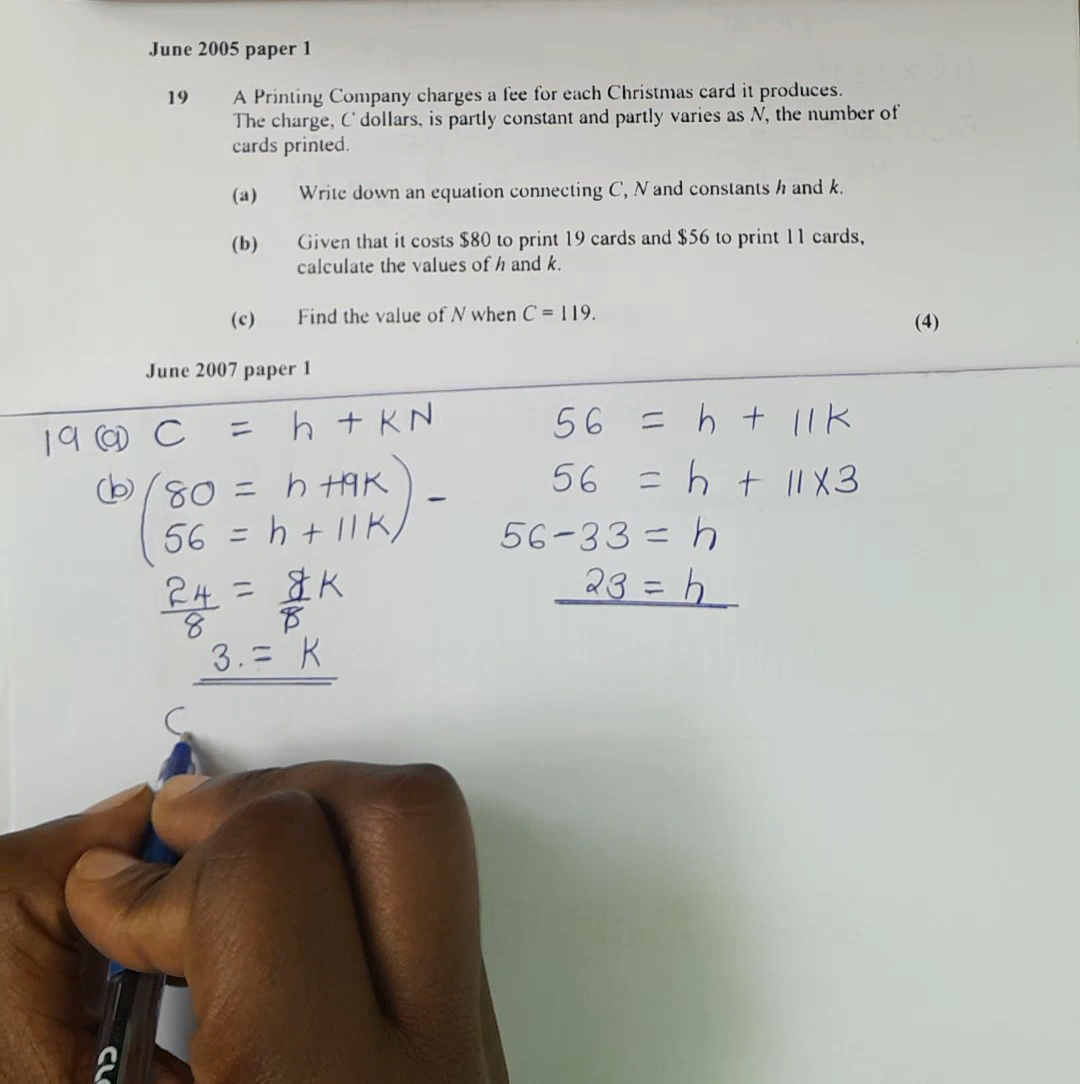 June 2005 paper 1
19 A Printing Company charges a fee for each Christmas card it produces.
The charge, C dollars, is partly constant and partly varies as N, the number of
cards printed.
(a) Write down an equation connecting C, N and constants h and k.
(b) Given that it costs $80 to print 19 cards and $56 to print 11 cards,
calculate the values of h and k.
(c) Find the value of N when C = 119.
(4)
June 2007 paper 1
19 (a) C = h + KN
(b) (80 = h + 19K
56 = h + 11K) -
24/8 = 8K/8
3. = K
C
56 = h + 11K
56 = h + 11X3
56-33 = h
23 = h